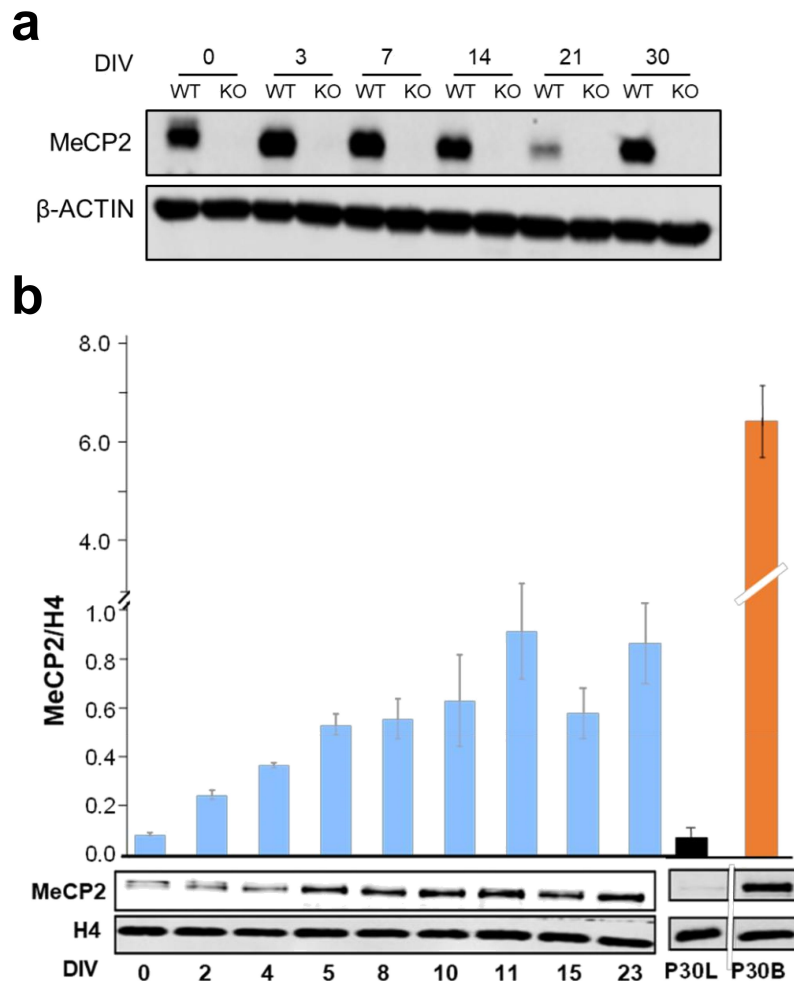 a
DIV 0 3 7 14 21 30
WT KO WT KO WT KO WT KO WT KO WT KO
MeCP2
β-ACTIN
b
8.0
6.0
4.0
1.0
0.8
0.6
0.4
0.2
0.0
MeCP2/H4
MeCP2
H4
DIV 0 2 4 5 8 10 11 15 23 P30L P30B